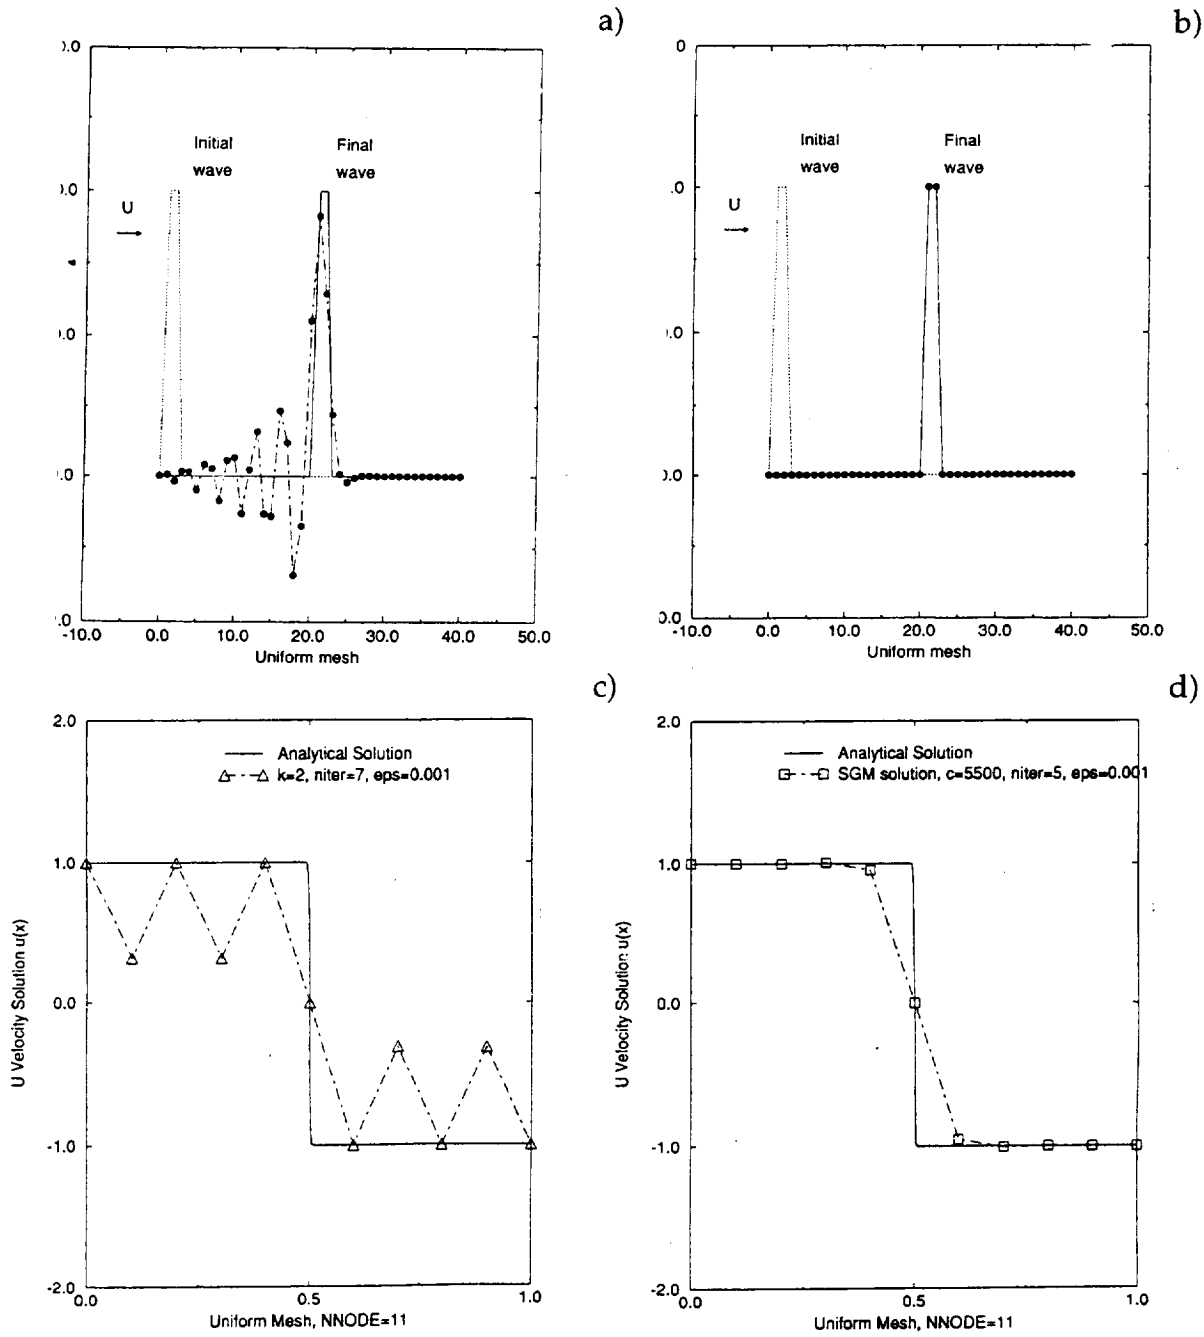 a)
b)
Initial wave
Final wave
U
-10.0 0.0 10.0 20.0 30.0 40.0 50.0
Uniform mesh
Initial wave
Final wave
U
-10.0 0.0 10.0 20.0 30.0 40.0 50.0
Uniform mesh
c)
d)
2.0
1.0
0.0
-1.0
-2.0
U Velocity Solution u(x)
Analytical Solution
k=2, niter=7, eps=0.001
0.0 0.5 1.0
Uniform Mesh, NNODE=11
2.0
1.0
0.0
-1.0
-2.0
U Velocity Solution u(x)
Analytical Solution
SGM solution, c=5500, niter=5, eps=0.001
0.0 0.5 1.0
Uniform Mesh, NNODE=11